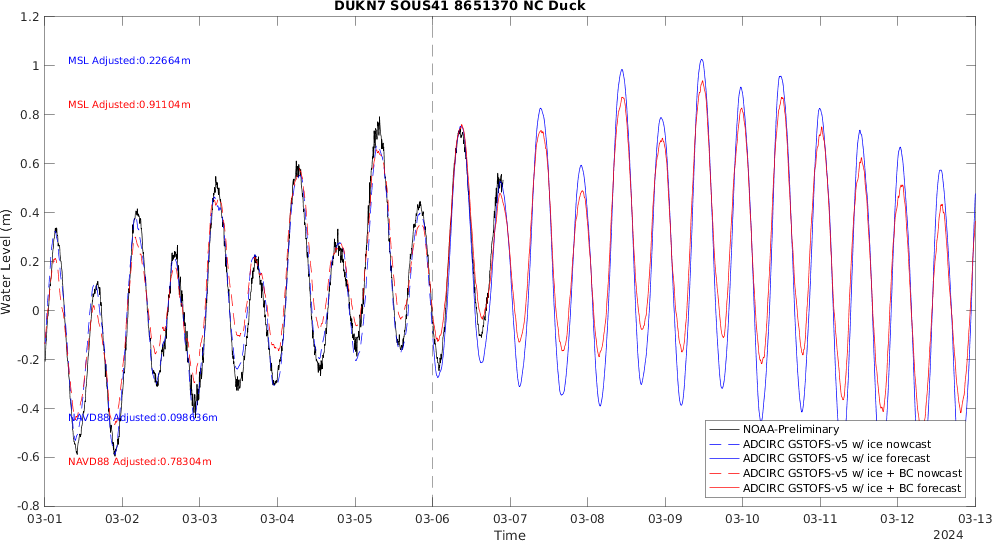 DUKN7 SOUS41 8651370 NC Duck
1.2
1
0.8
0.6
0.4
0.2
0
-0.2
-0.4
-0.6
-0.8
Water Level (m)
MSL Adjusted:0.22664m
MSL Adjusted:0.91104m
NAVD88 Adjusted:0.098636m
NAVD88 Adjusted:0.78304m
NOAA-Preliminary
ADCIRC GSTOFS-v5 w/ ice nowcast
ADCIRC GSTOFS-v5 w/ ice forecast
ADCIRC GSTOFS-v5 w/ ice + BC nowcast
ADCIRC GSTOFS-v5 w/ ice + BC forecast
03-01 03-02 03-03 03-04 03-05 03-06 03-07 03-08 03-09 03-10 03-11 03-12 03-13
Time
2024